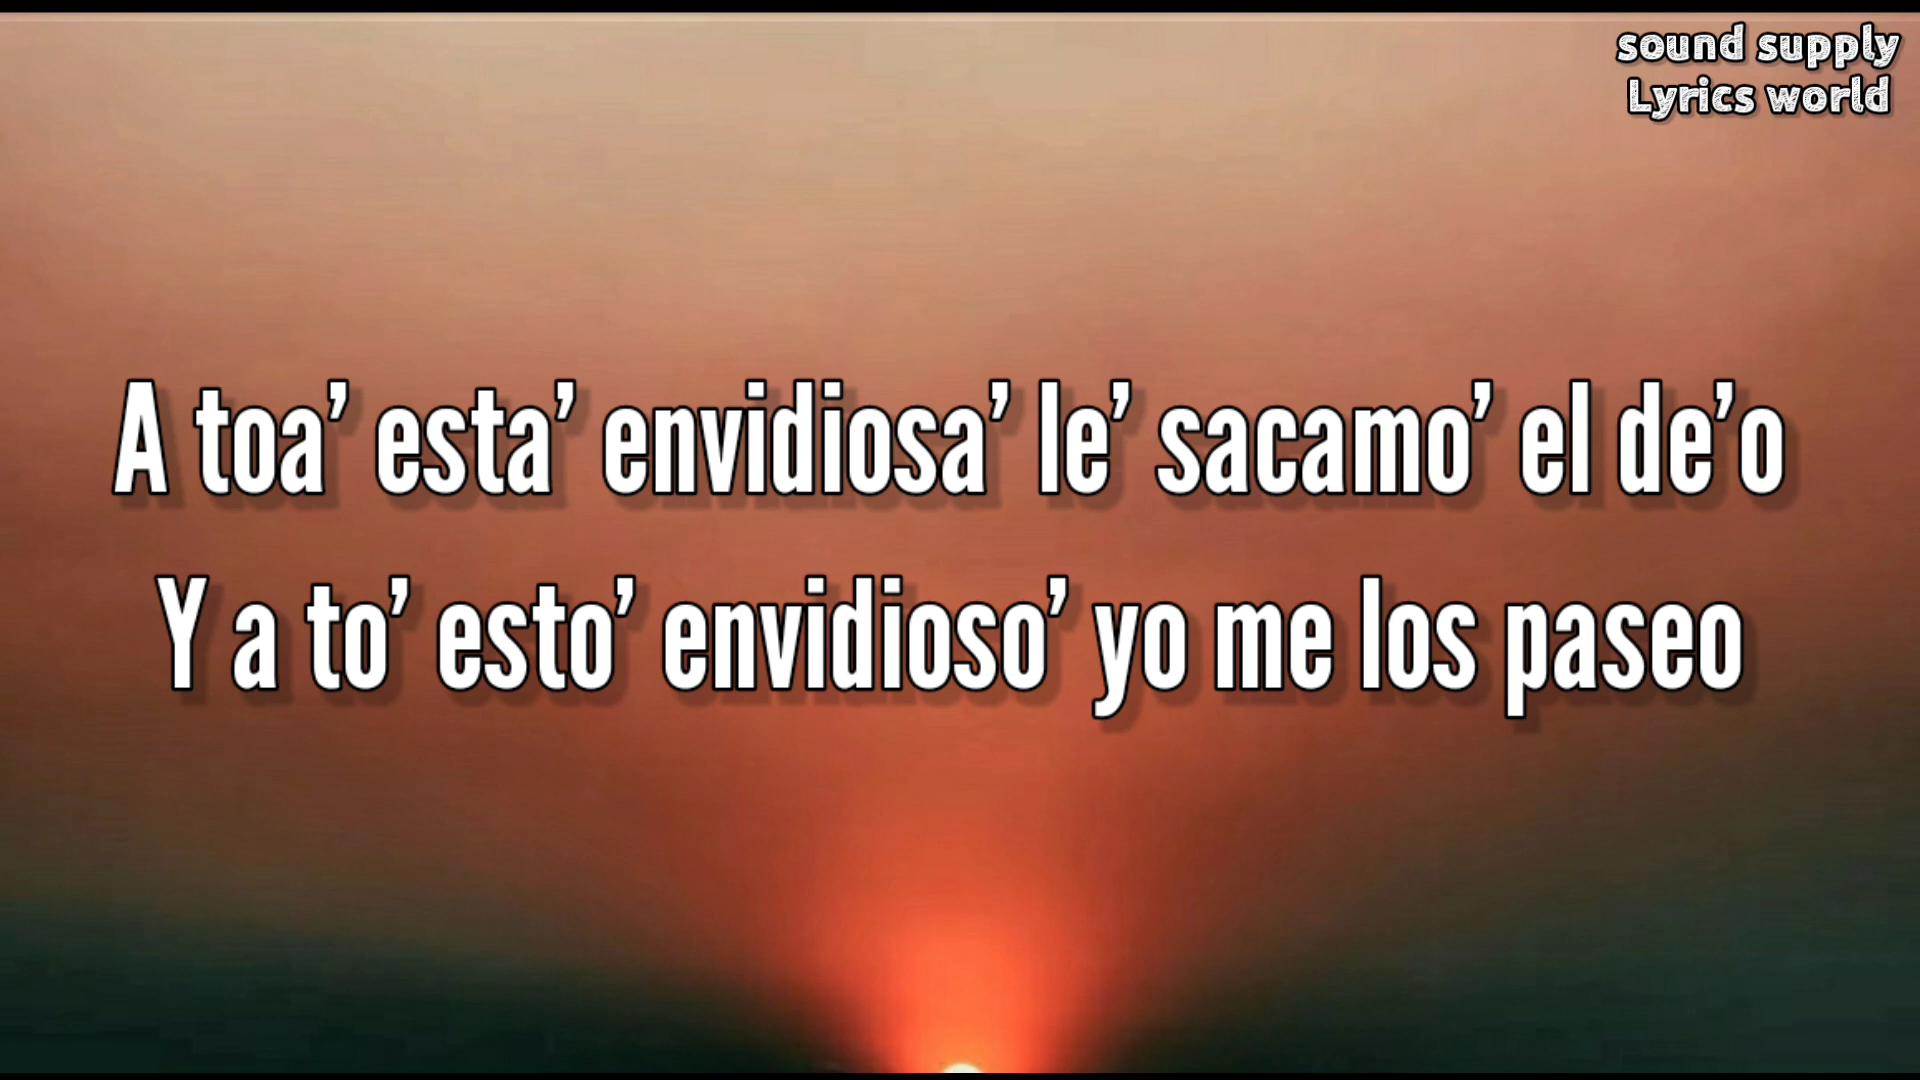 sound supply
Lyrics world
A toa’ esta’ envidiosa’ le’ sacamo’ el de’o
Y a to’ esto’ envidioso’ yo me los paseo